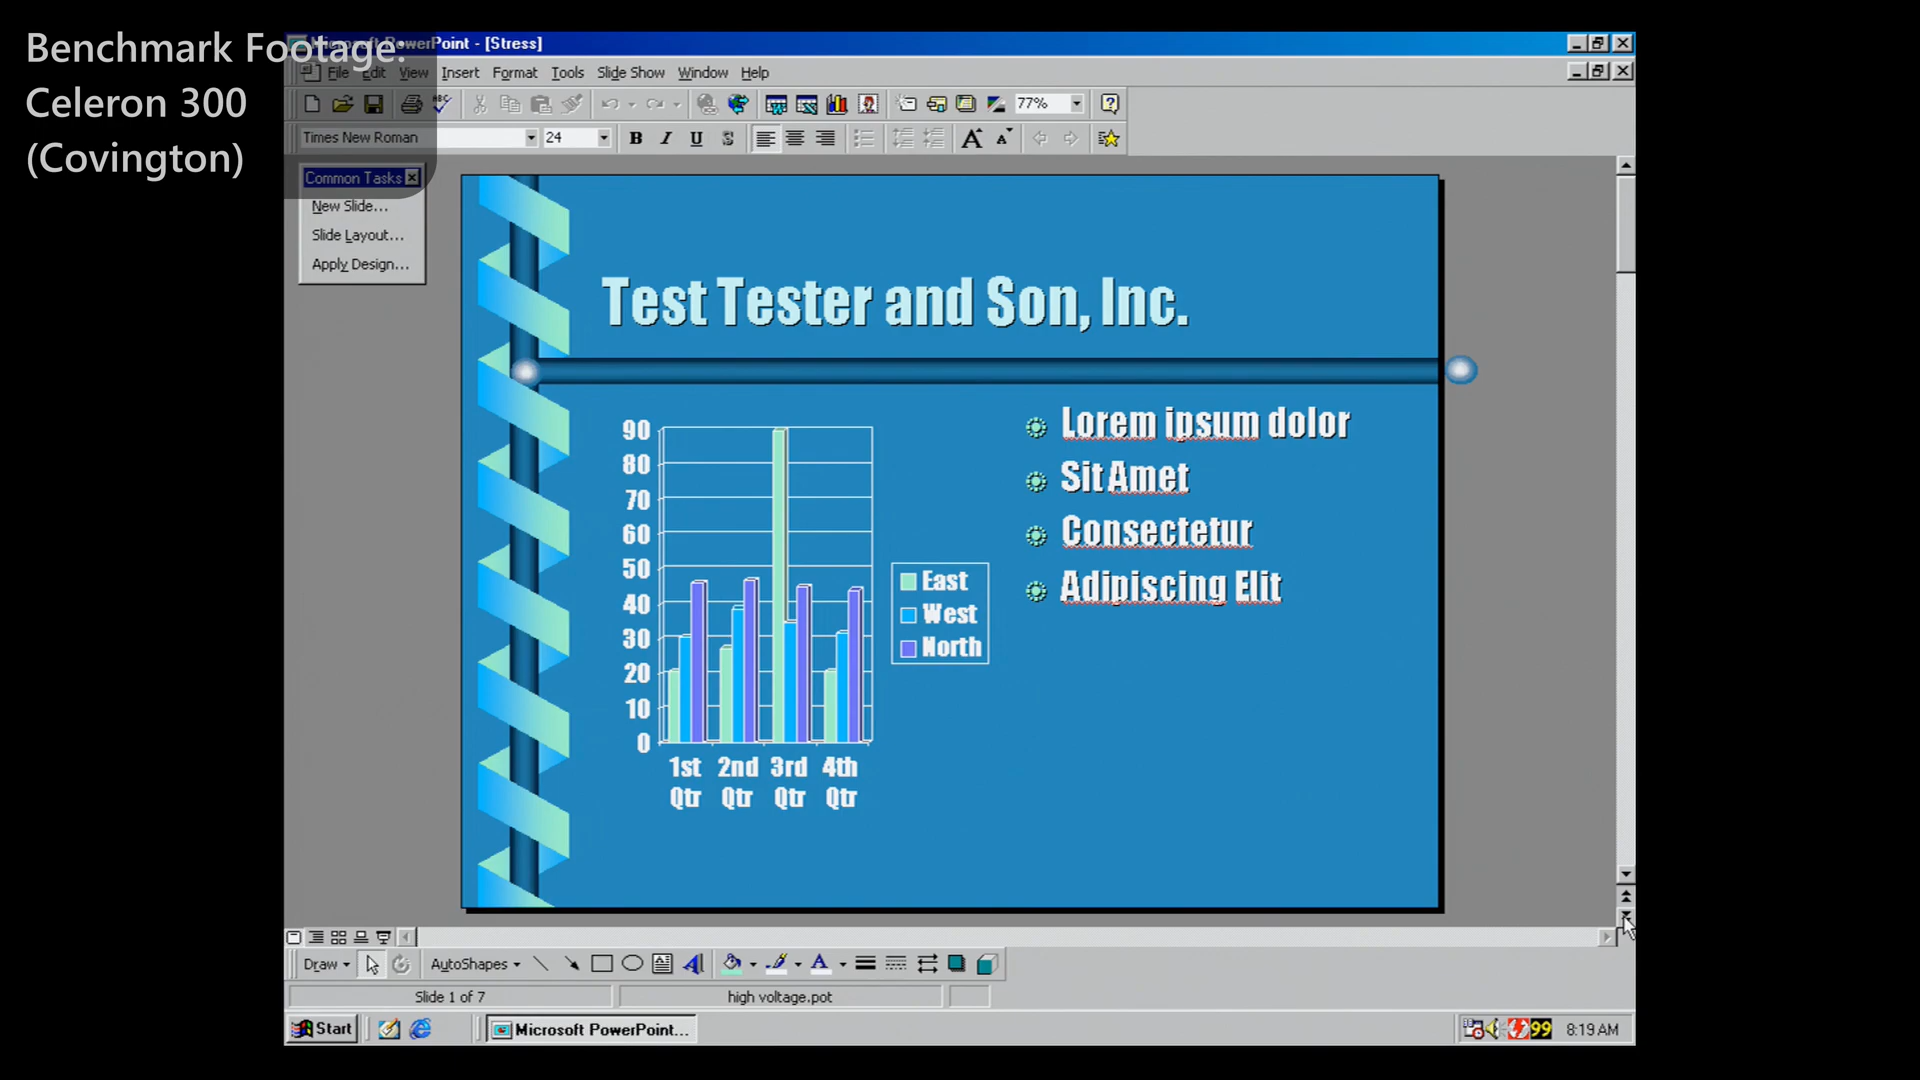 Benchmark Footage:
Celeron 300
(Covington)
Microsoft PowerPoint - [Stress]
File Edit View Insert Format Tools Slide Show Window Help
77%
Times New Roman 24 B I U S
Common Tasks
New Slide...
Slide Layout...
Apply Design...
Test Tester and Son, Inc.
90
80
70
60
50
40
30
20
10
0
1st Qtr
2nd Qtr
3rd Qtr
4th Qtr
East
West
North
Lorem ipsum dolor
Sit Amet
Consectetur
Adipiscing Elit
Draw AutoShapes
Slide 1 of 7
high voltage.pot
Start
Microsoft PowerPoint...
99
8:19 AM